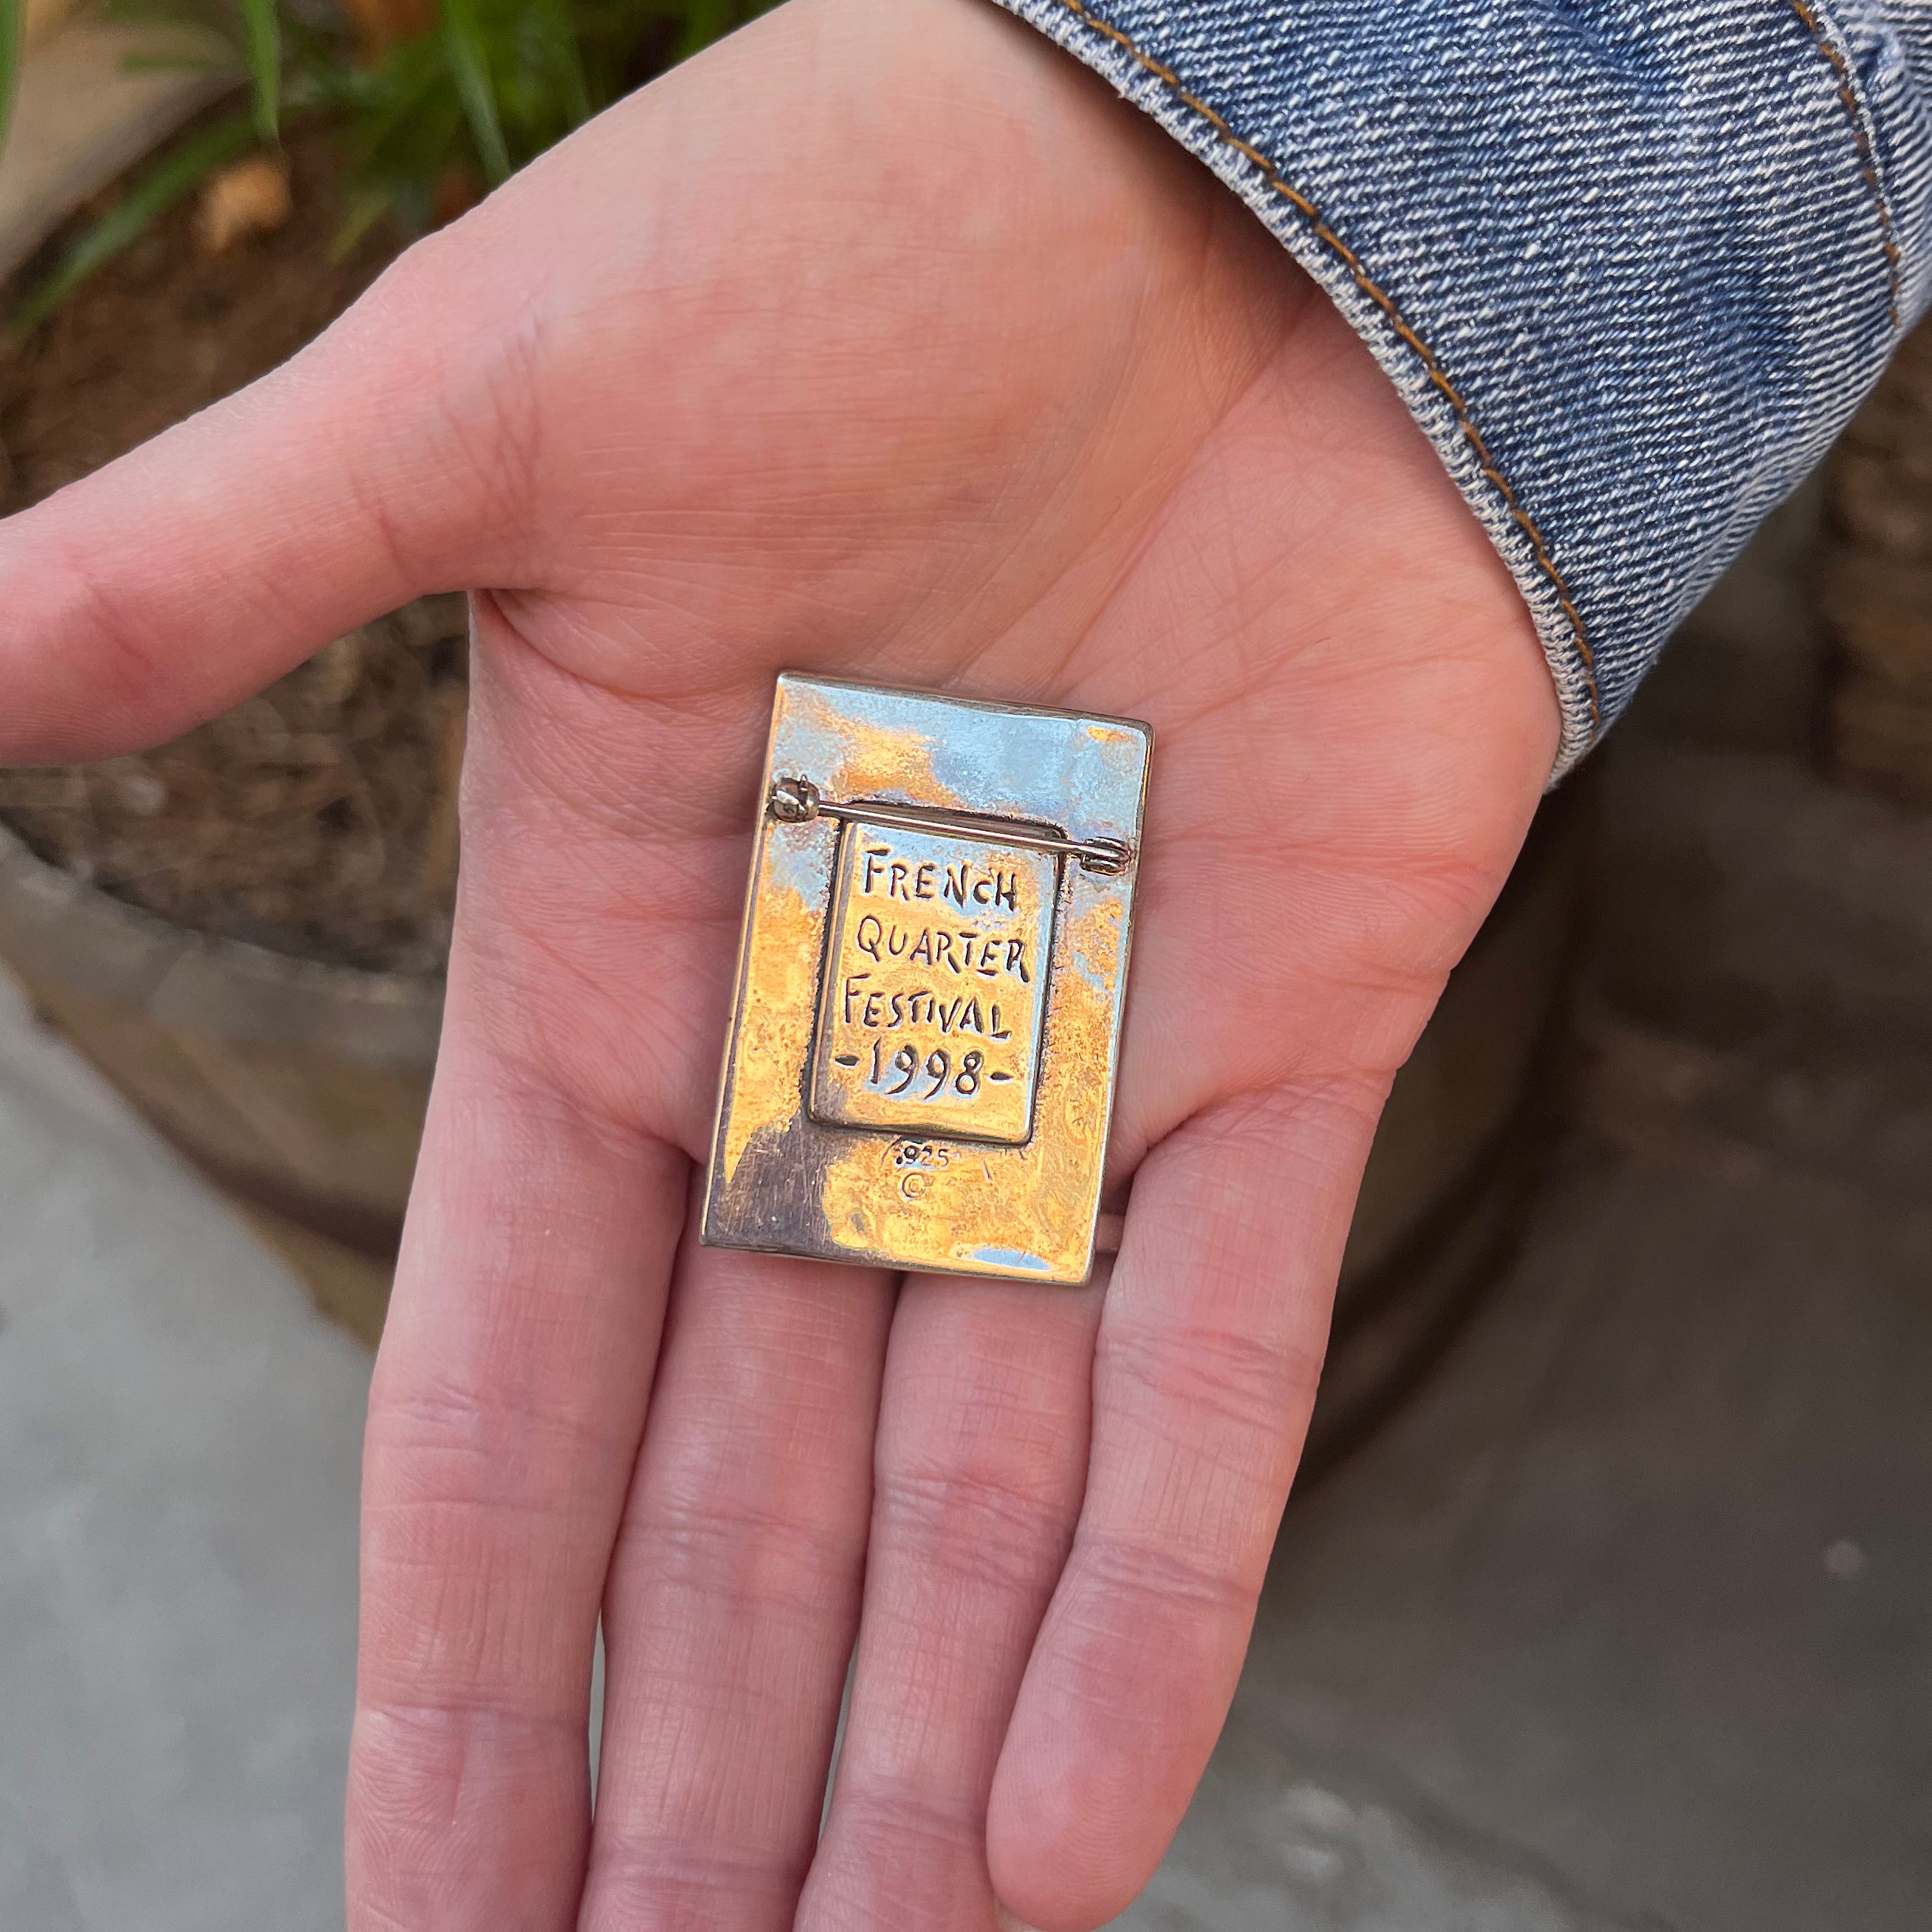 FRENCH
QUARTER
FESTIVAL
-1998-
.925
©